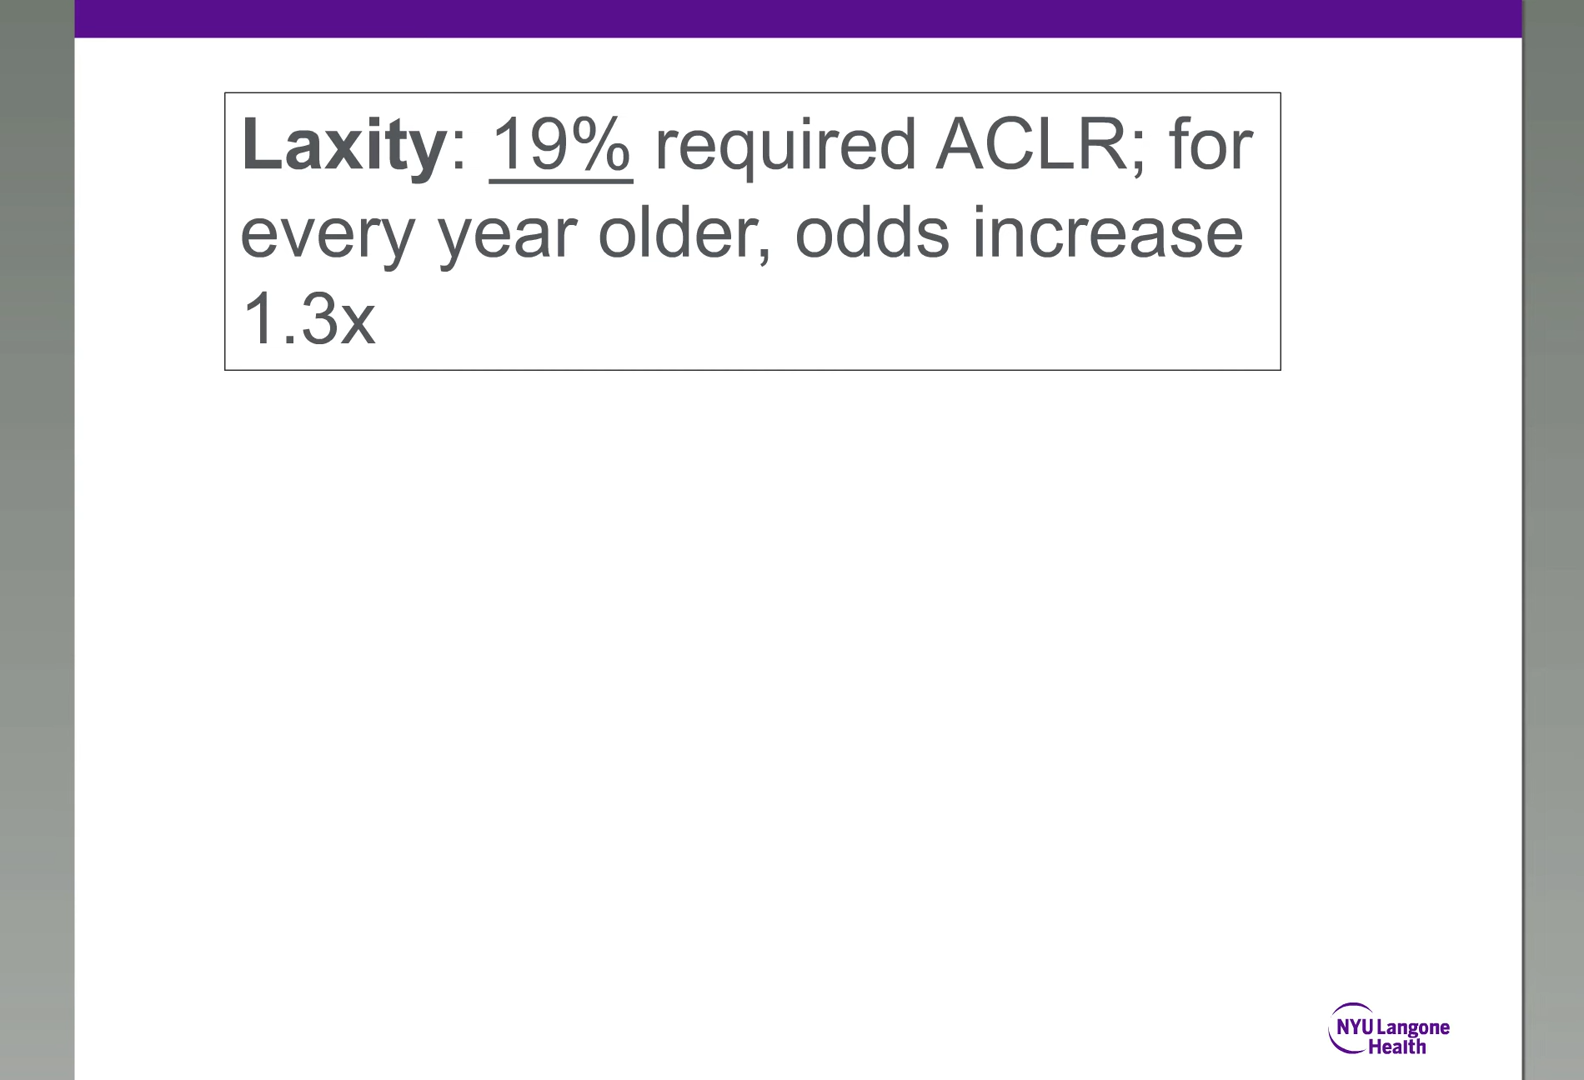 Laxity: 19% required ACLR; for
every year older, odds increase
1.3x
NYU Langone
Health